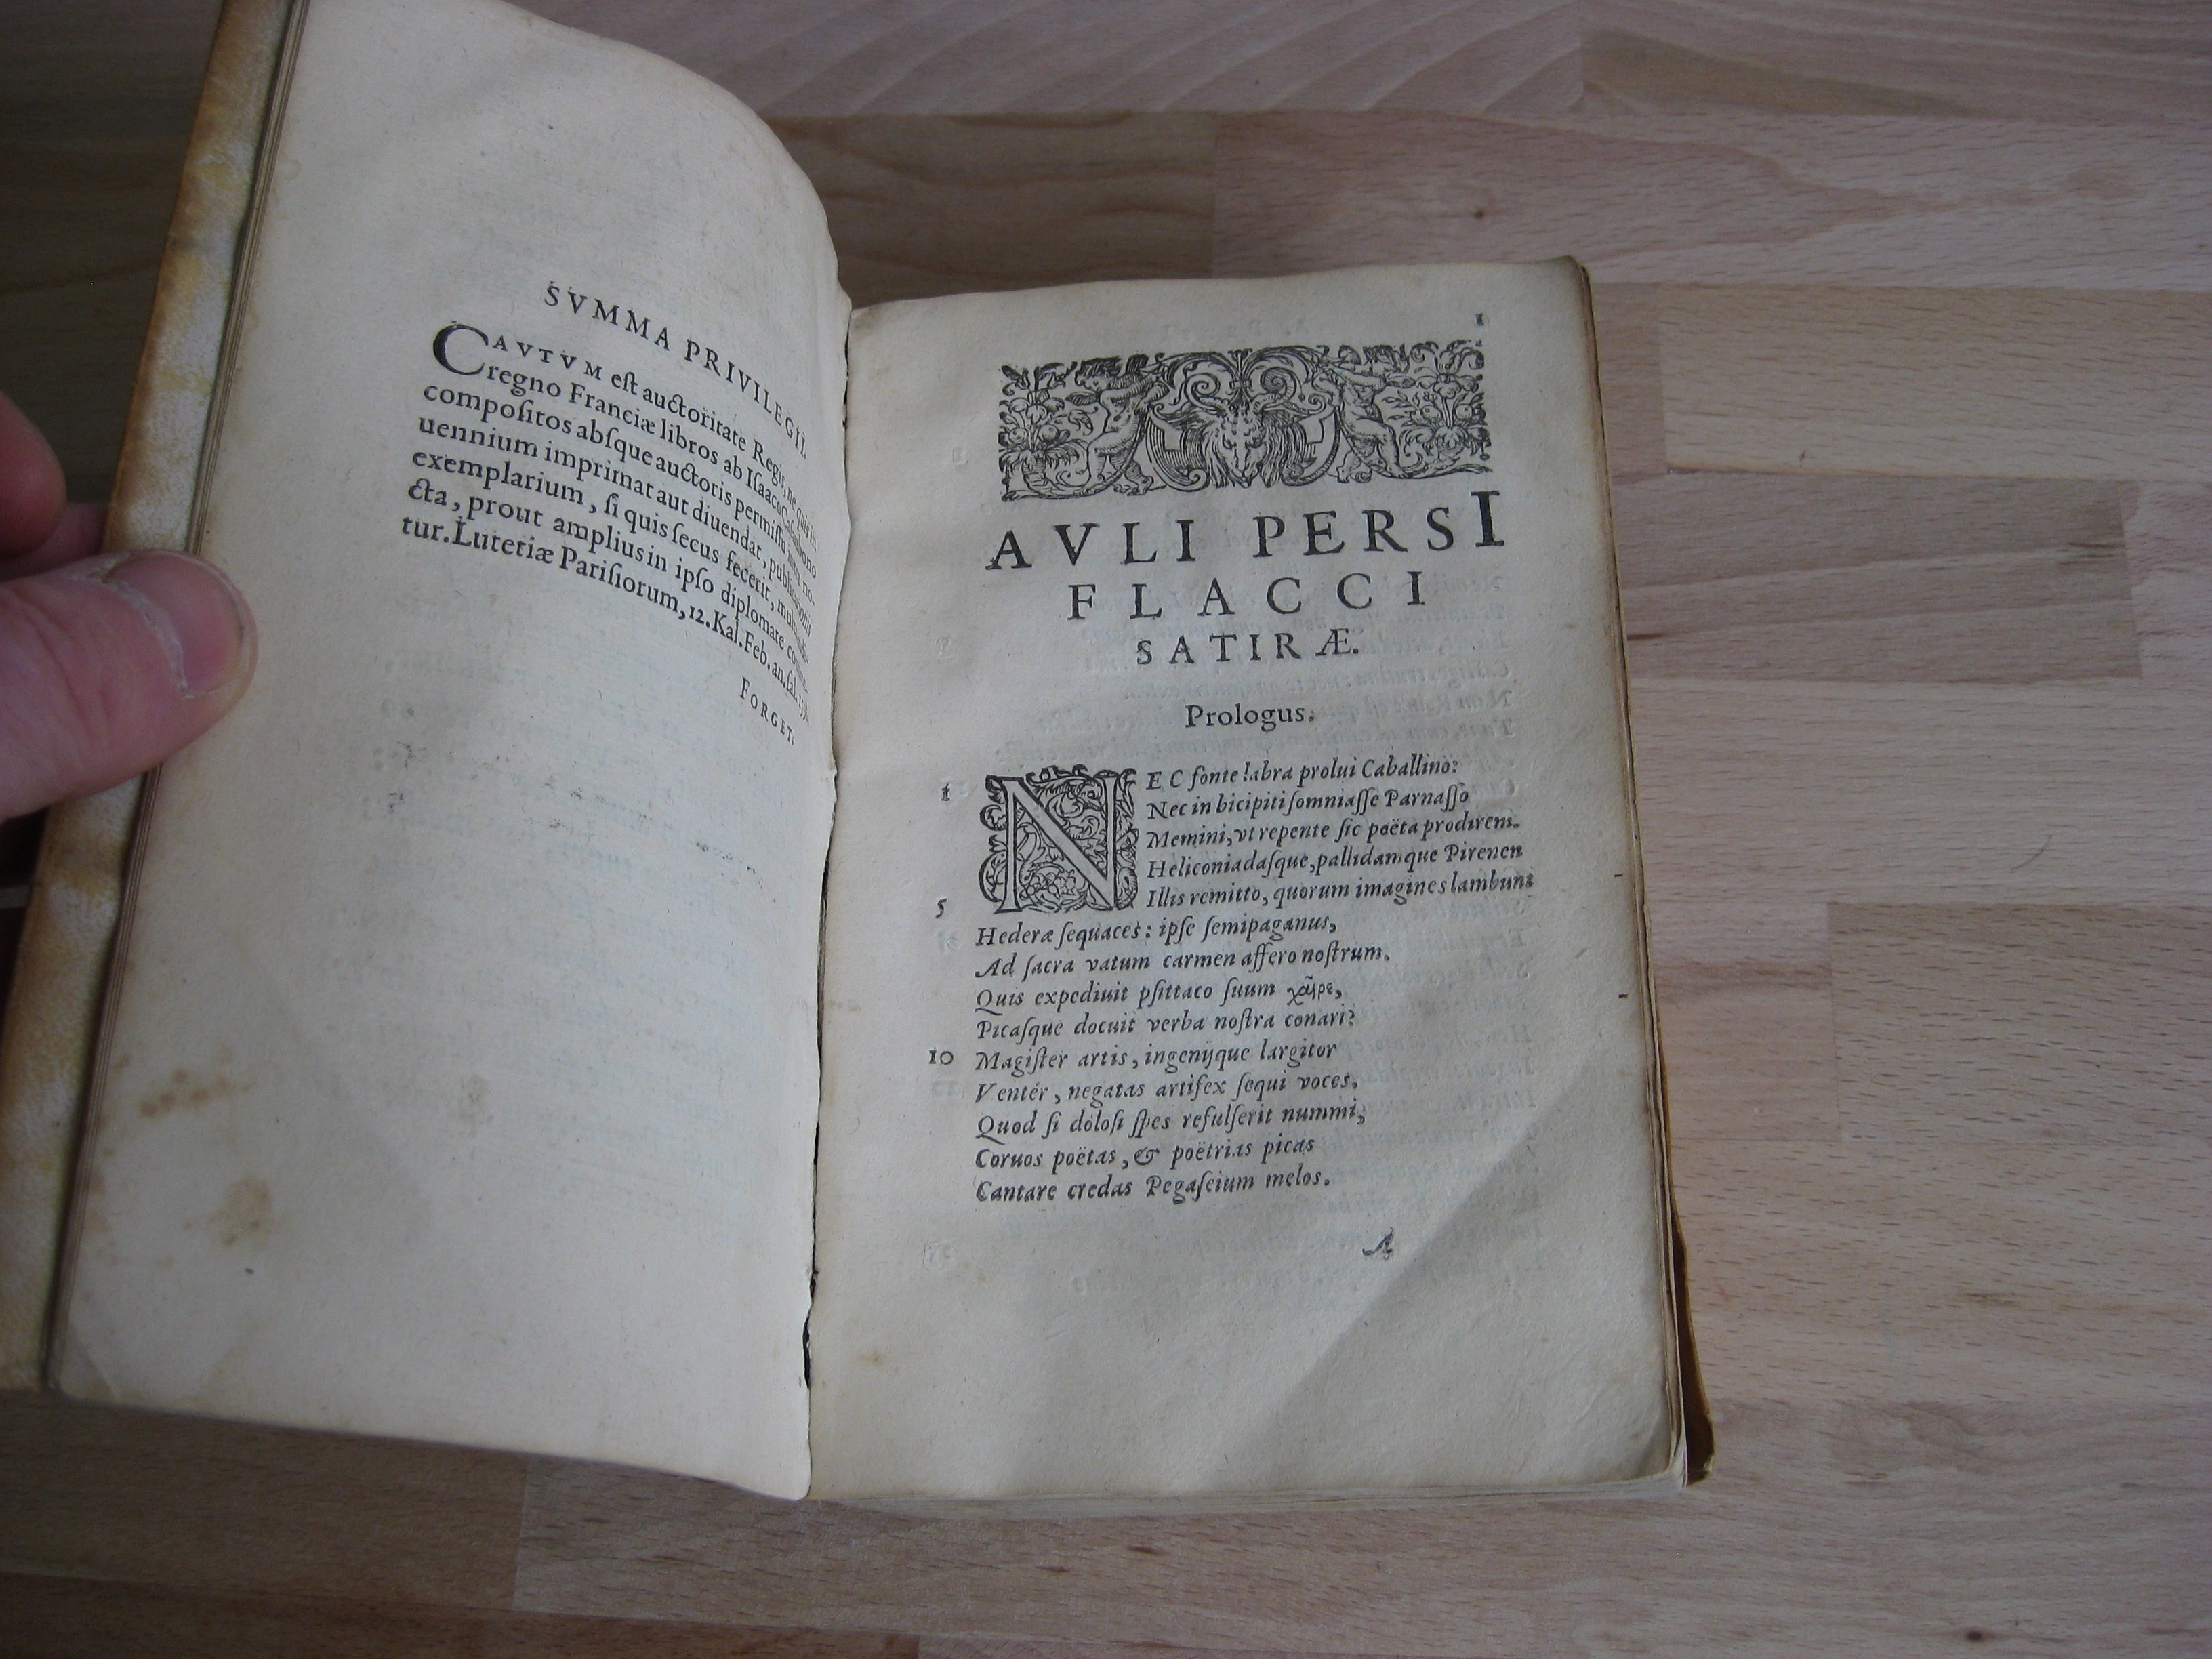 SVMMA PRIVILEGII.
CAVTVM eſt auctoritate Regis, ne quis in
regno Franciæ libros ab Iſaaco Caſaubono
compoſitos abſque auctoris permiſſu intra no-
uennium imprimat aut diuendat, publicationis
exemplarium, ſi quis ſecus fecerit, mulcta
cta, prout amplius in ipſo diplomate
tur. Lutetiæ Pariſiorum, 12. Kal. Feb. an. ſal.
FORGET.
1
AVLI PERSI
FLACCI
SATIRÆ.
Prologus.
1 NEC fonte labra prolui Caballino:
Nec in bicipiti ſomniaſſe Parnaſſo
Memini, vt repente ſic poëta prodirem.
Heliconiadaſque, pallidamque Pirenen
5 Illis remitto, quorum imagines lambunt
Hederæ ſequaces: ipſe ſemipaganus,
Ad ſacra vatum carmen affero noſtrum.
Quis expediuit pſittaco ſuum χαῖρε,
Picaſque docuit verba noſtra conari?
10 Magiſter artis, ingenijque largitor
Venter, negatas artifex ſequi voces.
Quod ſi doloſi ſpes refulſerit nummi,
Coruos poëtas, & poëtrias picas
Cantare credas Pegaſeium melos.
A